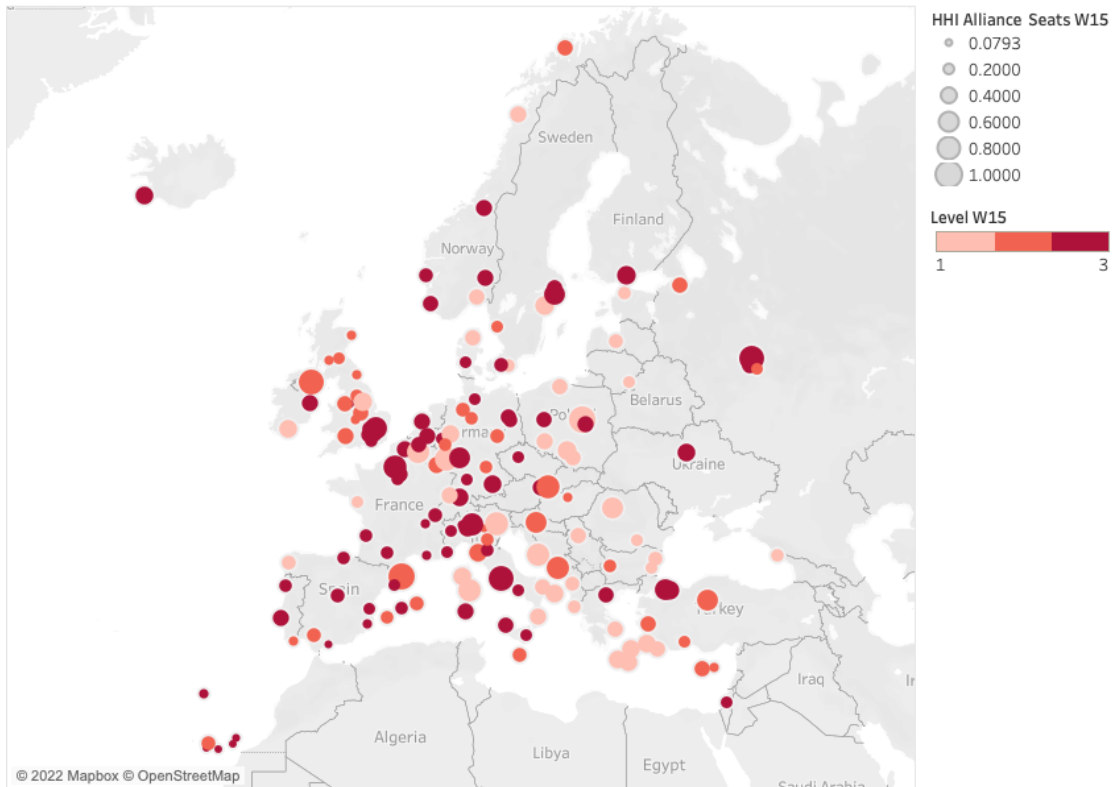 HHI Alliance Seats W15
0.0793
0.2000
0.4000
0.6000
0.8000
1.0000
Level W15
1 3
Sweden
Finland
Norway
Belarus
Ukraine
France
Spain
Iraq
Algeria
Libya
Egypt
© 2022 Mapbox © OpenStreetMap